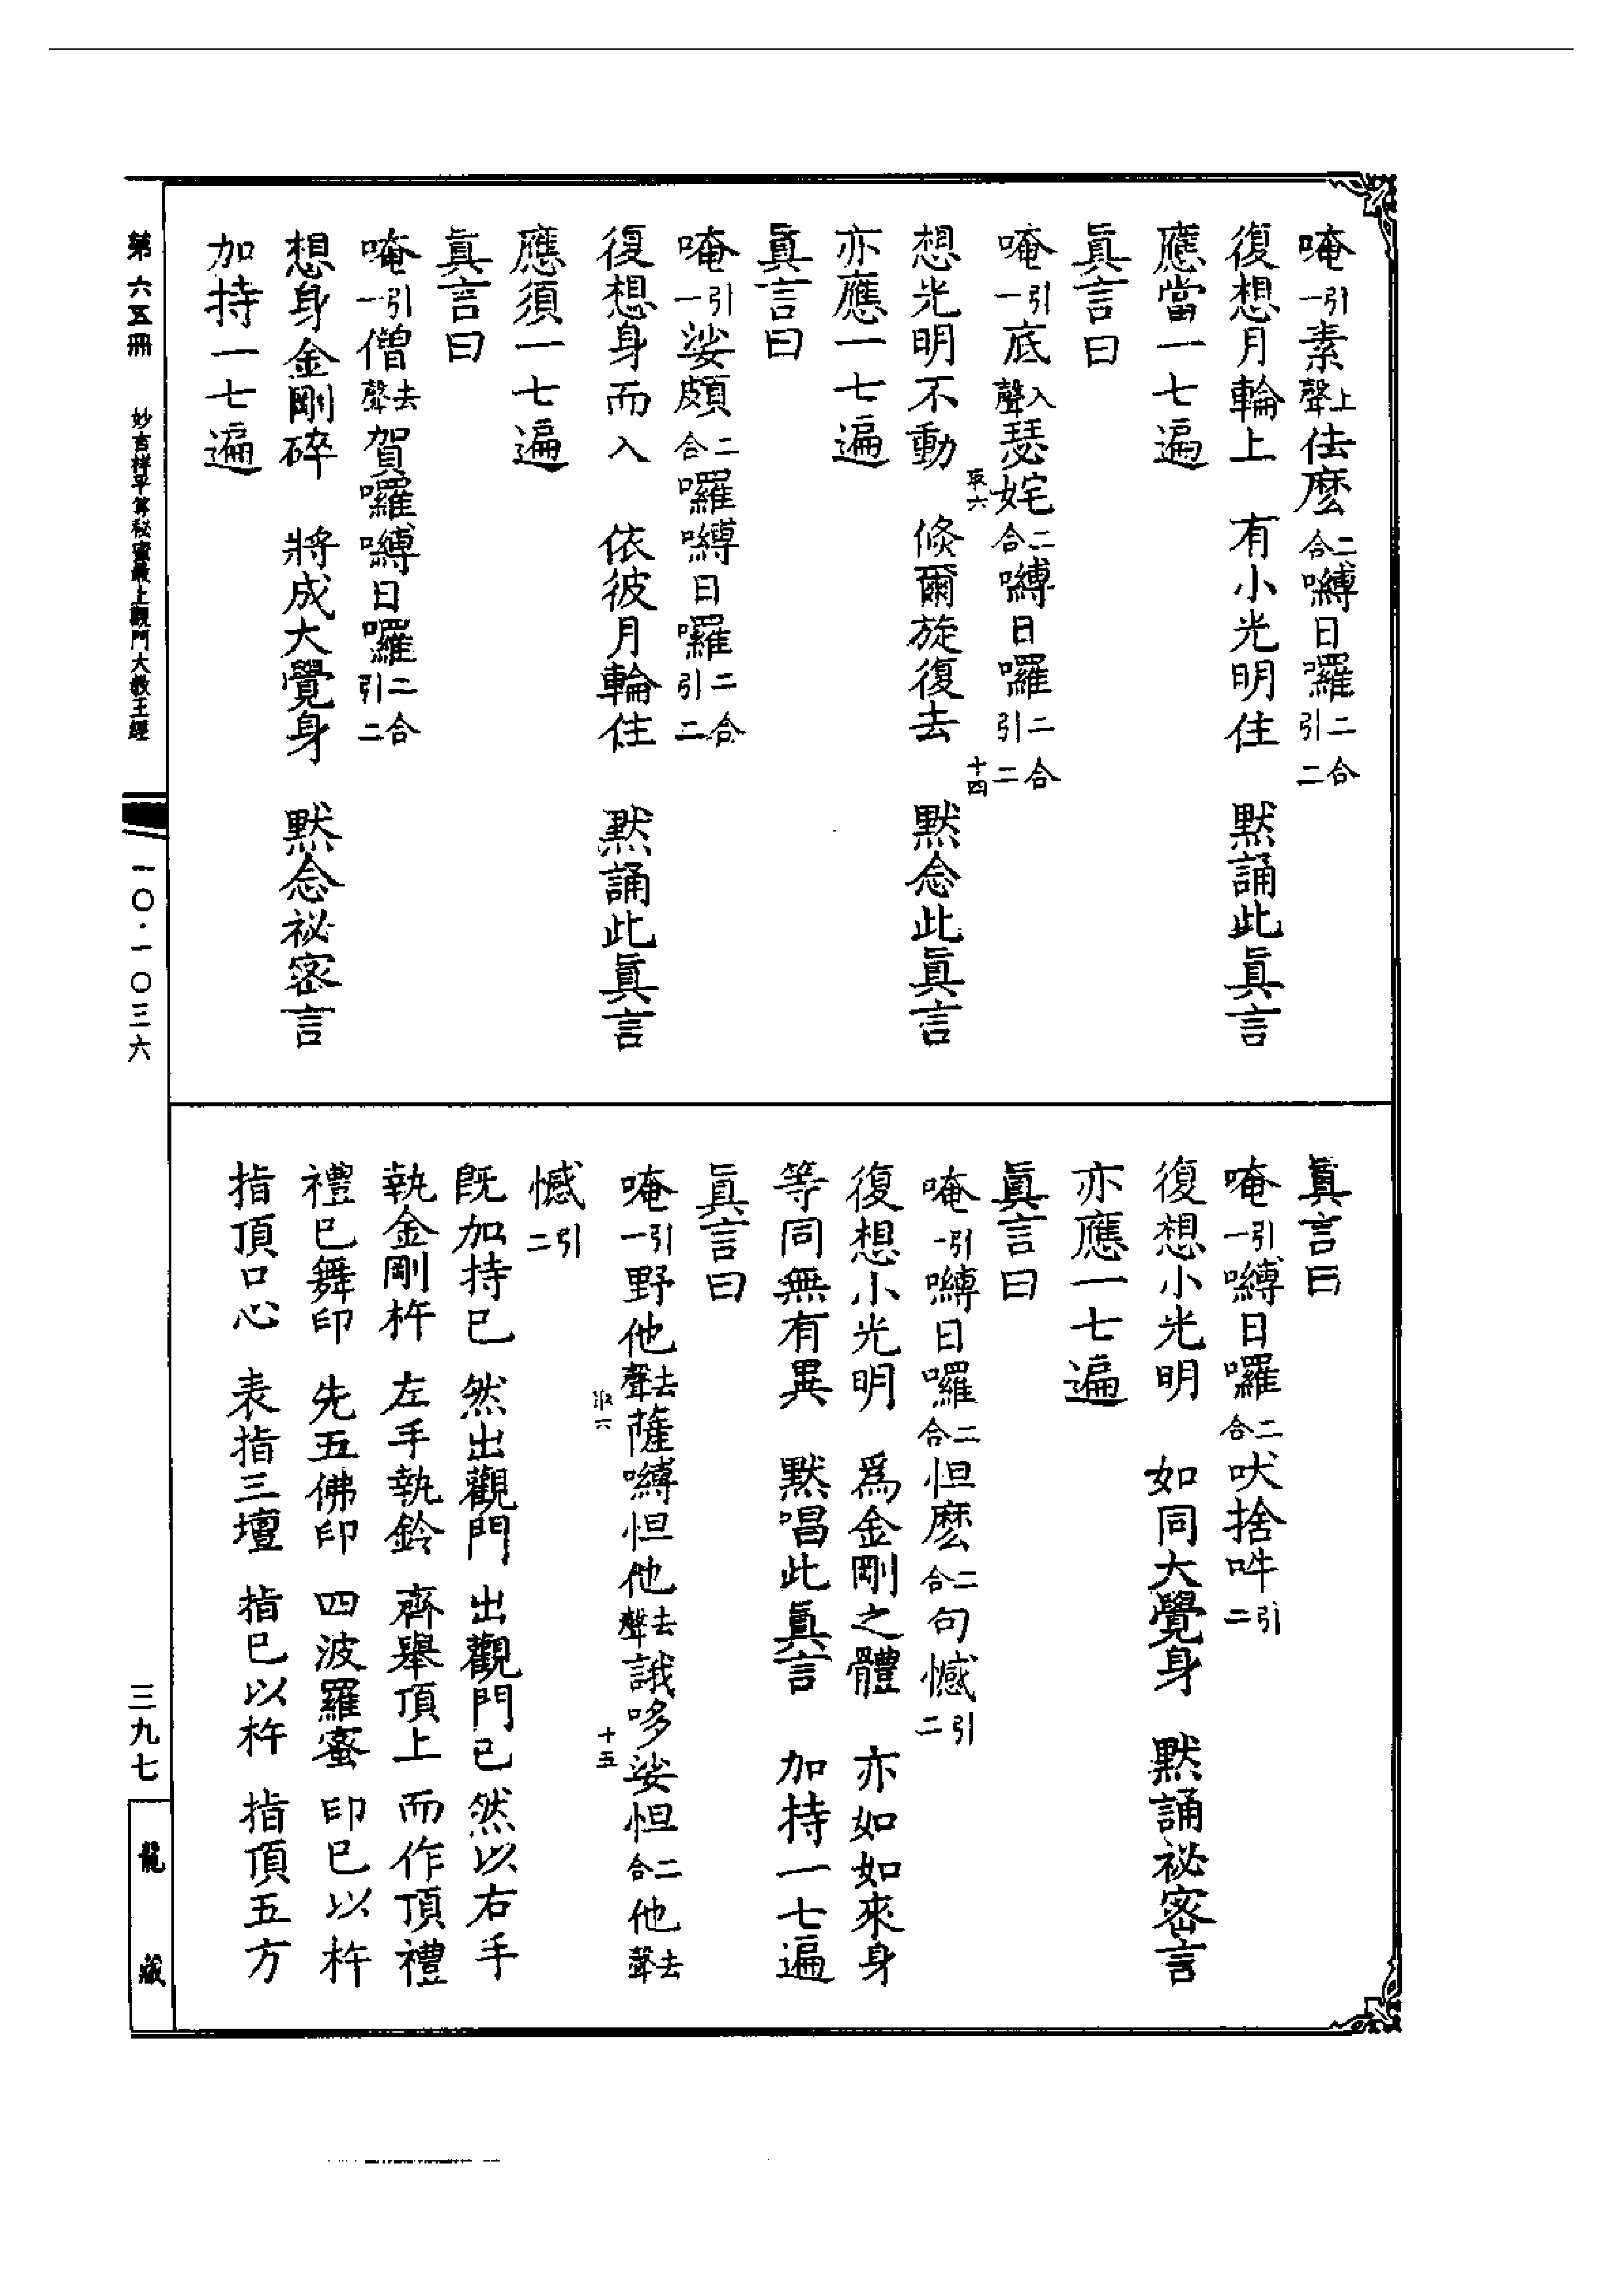 唵引一素上聲佉麼二合嚩日囉二合引二
復想月輪上　有小光明住　默誦此眞言
應當一七遍
眞言曰
唵引一底入聲瑟姹二合嚩日囉二合引二
取六　十四
想光明不動　倐爾旋復去　默念此眞言
亦應一七遍
眞言曰
唵引一娑頗二合囉嚩日囉二合引二
復想身而入　依彼月輪住　默誦此眞言
應須一七遍
眞言曰
唵引一僧去聲賀囉嚩日囉二合引二
想身金剛碎　將成大覺身　默念祕密言
加持一七遍
眞言曰
唵引一嚩日囉二合吠捨吽引二
復想小光明　如同大覺身　默誦祕密言
亦應一七遍
眞言曰
唵引一嚩日囉二合怛麼二合句憾引二
復想小光明　爲金剛之體　亦如如來身
等同無有異　默唱此眞言　加持一七遍
眞言曰
唵引一野他去聲薩嚩怛他去聲誐哆娑怛二合他去聲
取六　十五
憾引二
旣加持已　然出觀門　出觀門已　然以右手
執金剛杵　左手執鈴　齊舉頂上　而作頂禮
禮已舞印　先五佛印　四波羅蜜　印已以杵
指頂口心　表指三壇　指已以杵　指頂五方
第六五冊　妙吉祥平等秘密最上觀門大教王經　一〇·一〇三六　三九七　龍藏